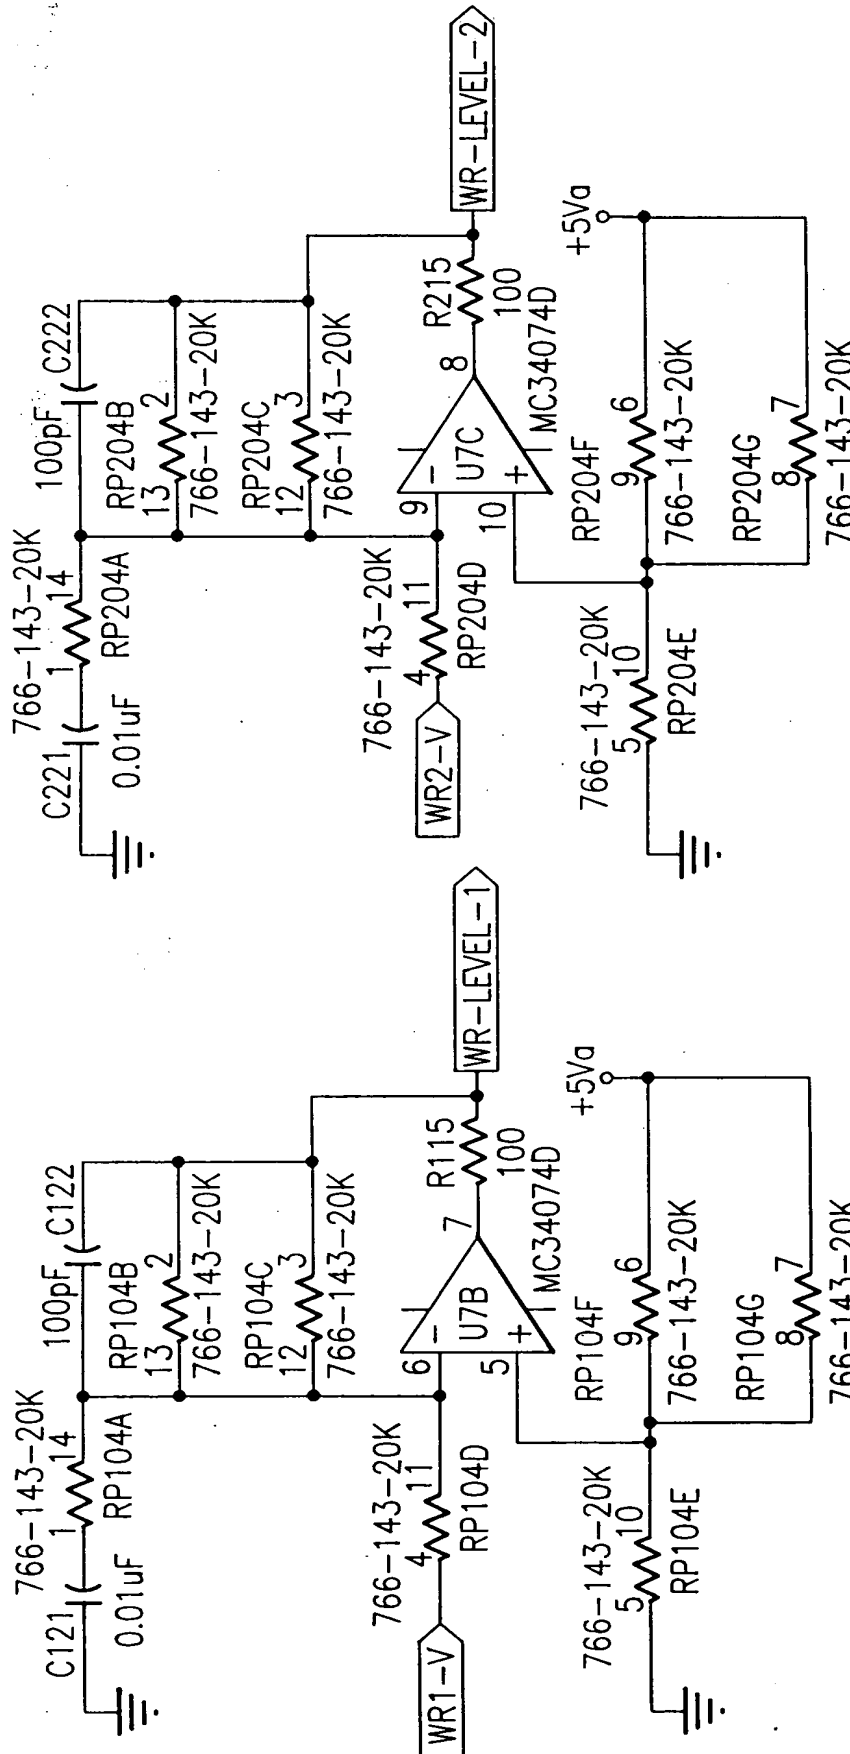 766-143-20K
C121
1
14
0.01uF
RP104A
100pF
C122
RP104B
13
2
766-143-20K
RP104C
12
3
766-143-20K
766-143-20K
WR1-V
4
11
RP104D
6
5
U7B
7
MC34074D
R115
100
WR-LEVEL-1
766-143-20K
5
10
RP104E
RP104F
9
6
766-143-20K
RP104G
8
7
766-143-20K
+5Va
766-143-20K
C221
1
14
0.01uF
RP204A
100pF
C222
RP204B
13
2
766-143-20K
RP204C
12
3
766-143-20K
766-143-20K
WR2-V
4
11
RP204D
9
10
U7C
8
MC34074D
R215
100
WR-LEVEL-2
766-143-20K
5
10
RP204E
RP204F
9
6
766-143-20K
RP204G
8
7
766-143-20K
+5Va